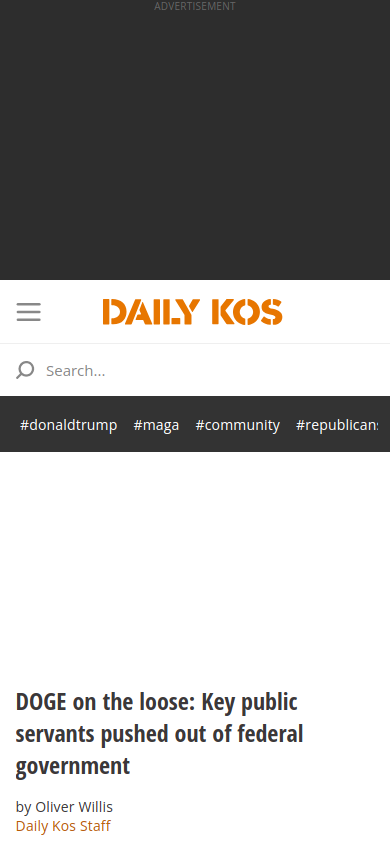 ADVERTISEMENT
DAILY KOS
Search...
#donaldtrump #maga #community #republicans
DOGE on the loose: Key public
servants pushed out of federal
government
by Oliver Willis
Daily Kos Staff